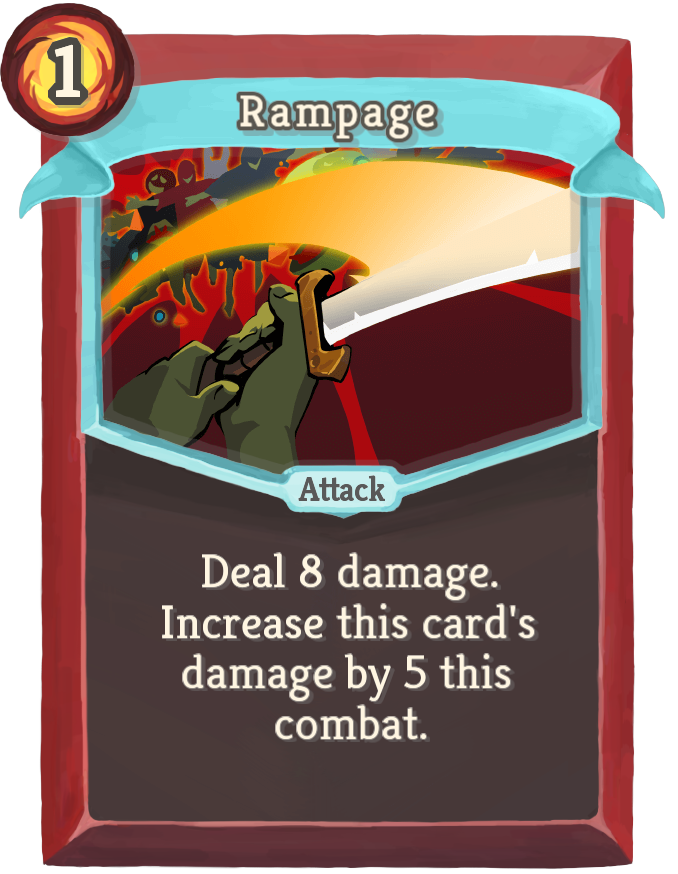 1
Rampage
Attack
Deal 8 damage.
Increase this card's
damage by 5 this
combat.